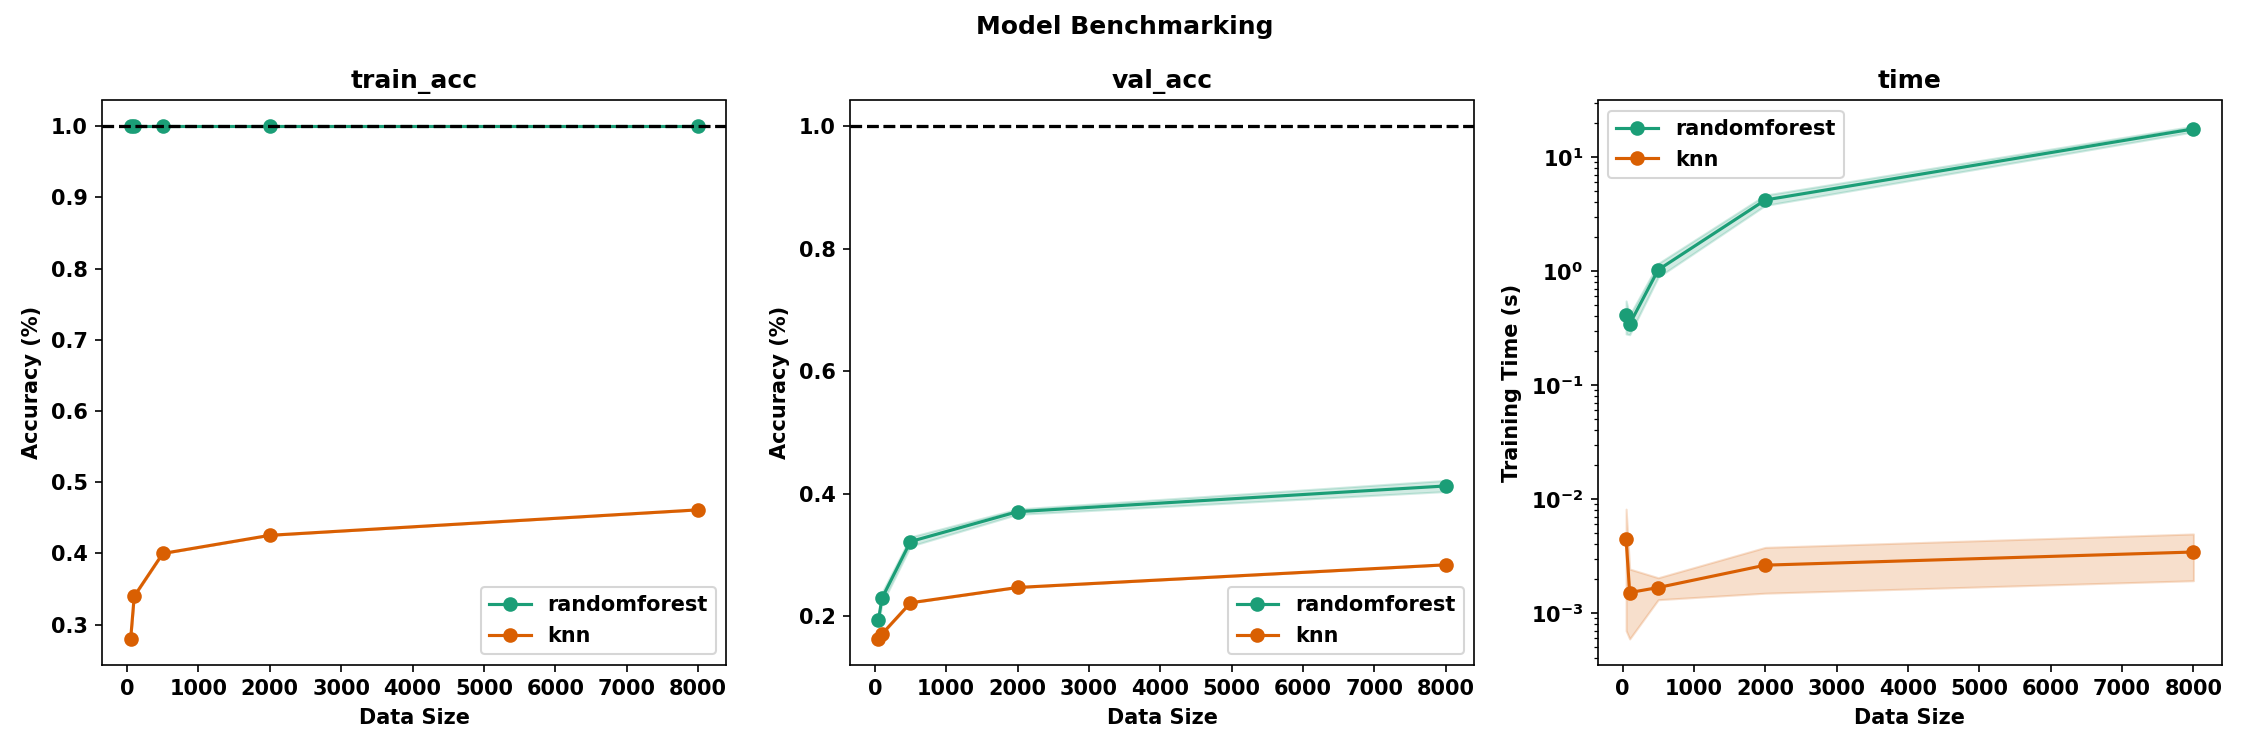 Model Benchmarking
train_acc
Accuracy (%)
1.0
0.9
0.8
0.7
0.6
0.5
0.4
0.3
randomforest
knn
0 1000 2000 3000 4000 5000 6000 7000 8000
Data Size
val_acc
Accuracy (%)
1.0
0.8
0.6
0.4
0.2
randomforest
knn
0 1000 2000 3000 4000 5000 6000 7000 8000
Data Size
time
Training Time (s)
randomforest
knn
10¹
10⁰
10⁻¹
10⁻²
10⁻³
0 1000 2000 3000 4000 5000 6000 7000 8000
Data Size